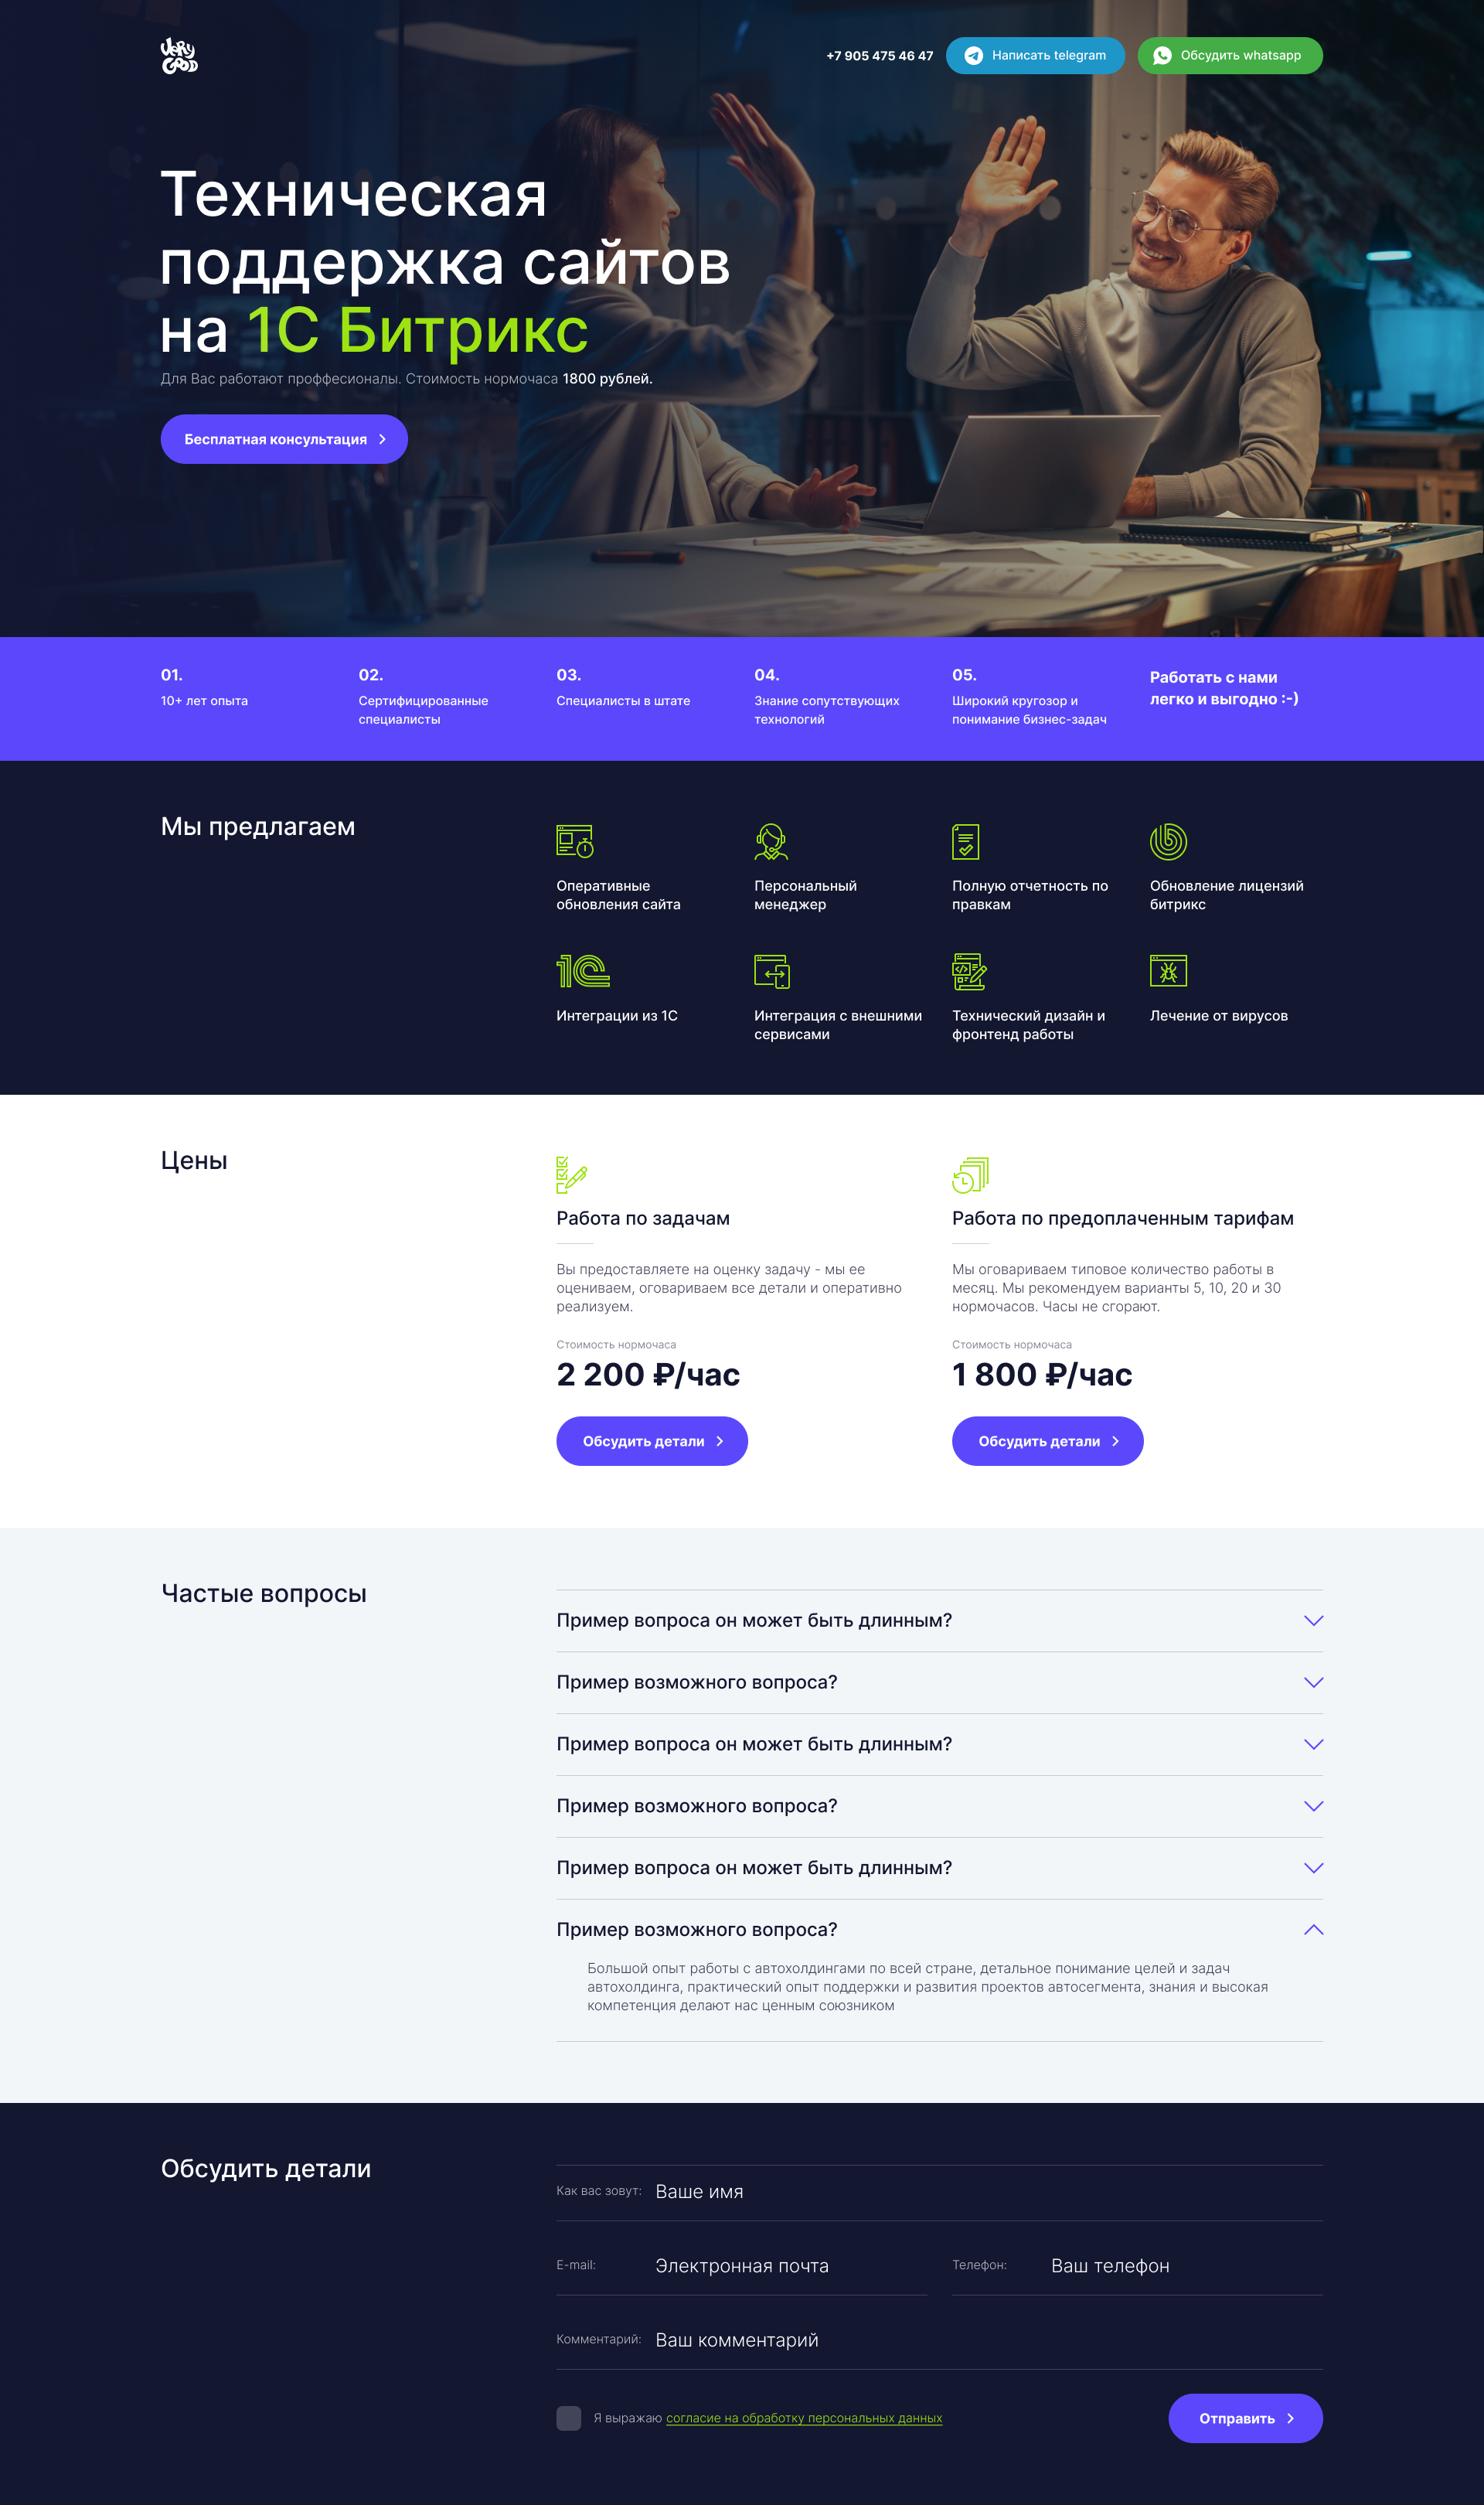 VERY
GOOD
+7 905 475 46 47
Написать telegram
Обсудить whatsapp
Техническая
поддержка сайтов
на 1С Битрикс
Для Вас работают проффесионалы. Стоимость нормочаса 1800 рублей.
Бесплатная консультация
01.
10+ лет опыта
02.
Сертифицированные
специалисты
03.
Специалисты в штате
04.
Знание сопутствующих
технологий
05.
Широкий кругозор и
понимание бизнес-задач
Работать с нами
легко и выгодно :-)
Мы предлагаем
Оперативные
обновления сайта
Персональный
менеджер
Полную отчетность по
правкам
Обновление лицензий
битрикс
1С
Интеграции из 1С
Интеграция с внешними
сервисами
Технический дизайн и
фронтенд работы
Лечение от вирусов
Цены
Работа по задачам
Вы предоставляете на оценку задачу - мы ее
оцениваем, оговариваем все детали и оперативно
реализуем.
Стоимость нормочаса
2 200 ₽/час
Обсудить детали
Работа по предоплаченным тарифам
Мы оговариваем типовое количество работы в
месяц. Мы рекомендуем варианты 5, 10, 20 и 30
нормочасов. Часы не сгорают.
Стоимость нормочаса
1 800 ₽/час
Обсудить детали
Частые вопросы
Пример вопроса он может быть длинным?
Пример возможного вопроса?
Пример вопроса он может быть длинным?
Пример возможного вопроса?
Пример вопроса он может быть длинным?
Пример возможного вопроса?
Большой опыт работы с автохолдингами по всей стране, детальное понимание целей и задач
автохолдинга, практический опыт поддержки и развития проектов автосегмента, знания и высокая
компетенция делают нас ценным союзником
Обсудить детали
Как вас зовут: Ваше имя
E-mail: Электронная почта
Телефон: Ваш телефон
Комментарий: Ваш комментарий
Я выражаю согласие на обработку персональных данных
Отправить